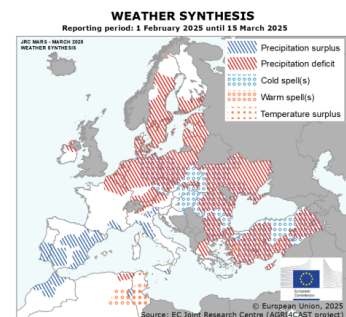 WEATHER SYNTHESIS
Reporting period: 1 February 2025 until 15 March 2025
JRC MARS - MARCH 2025
WEATHER SYNTHESIS
Precipitation surplus
Precipitation deficit
Cold spell(s)
Warm spell(s)
Temperature surplus
European
Commission
© European Union, 2025
Source: EC Joint Research Centre (AGRI4CAST project)